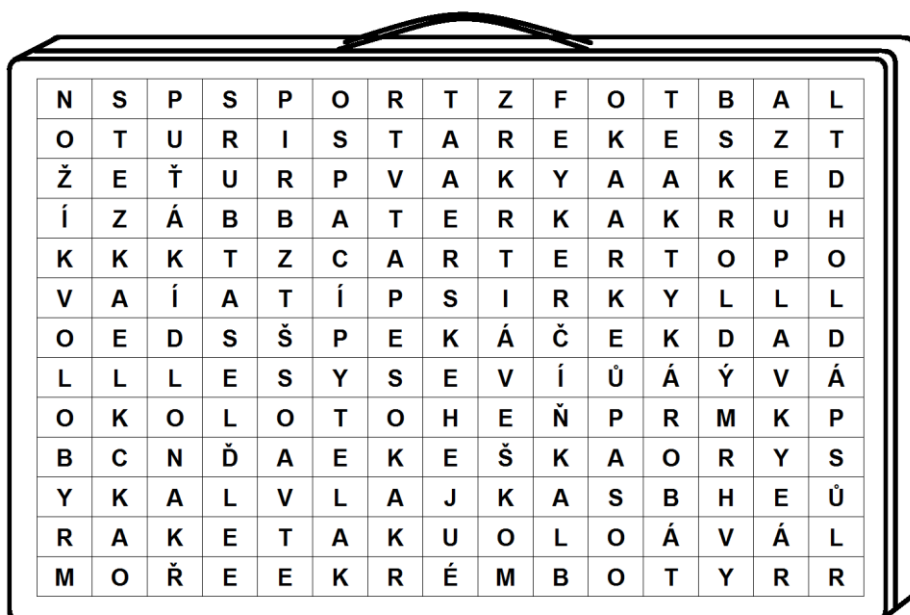 N S P S P O R T Z F O T B A L
O T U R I S T A R E K E S Z T
Ž E Ť U R P V A K Y A A K E D
Í Z Á B B A T E R K A K R U H
K K K T Z C A R T E R T O P O
V A Í A T Í P S I R K Y L L L
O E D S Š P E K Á Č E K D A D
L L L E S Y S E V Í Ů Á Ý V Á
O K O L O T O H E Ň P R M K P
B C N Ď A E K E Š K A O R Y S
Y K A L V L A J K A S B H E Ů
R A K E T A K U O L O Á V Á L
M O Ř E E K R É M B O T Y R R